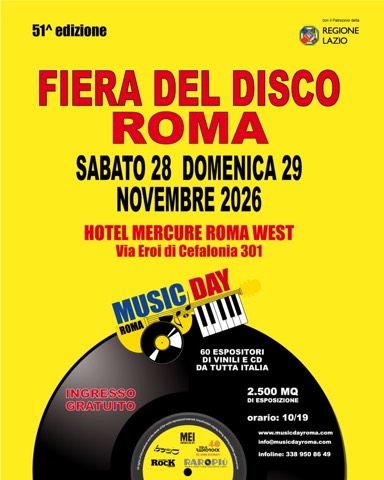 51^ edizione
con il Patrocinio della
REGIONE
LAZIO
FIERA DEL DISCO
ROMA
SABATO 28 DOMENICA 29
NOVEMBRE 2026
HOTEL MERCURE ROMA WEST
Via Eroi di Cefalonia 301
MUSIC DAY
ROMA
60 ESPOSITORI
DI VINILI E CD
DA TUTTA ITALIA
INGRESSO
GRATUITO
2.500 MQ
DI ESPOSIZIONE
orario: 10/19
www.musicdayroma.com
info@musicdayroma.com
infoline: 338 950 86 49
MEI
ROCK
RAROPIÙ